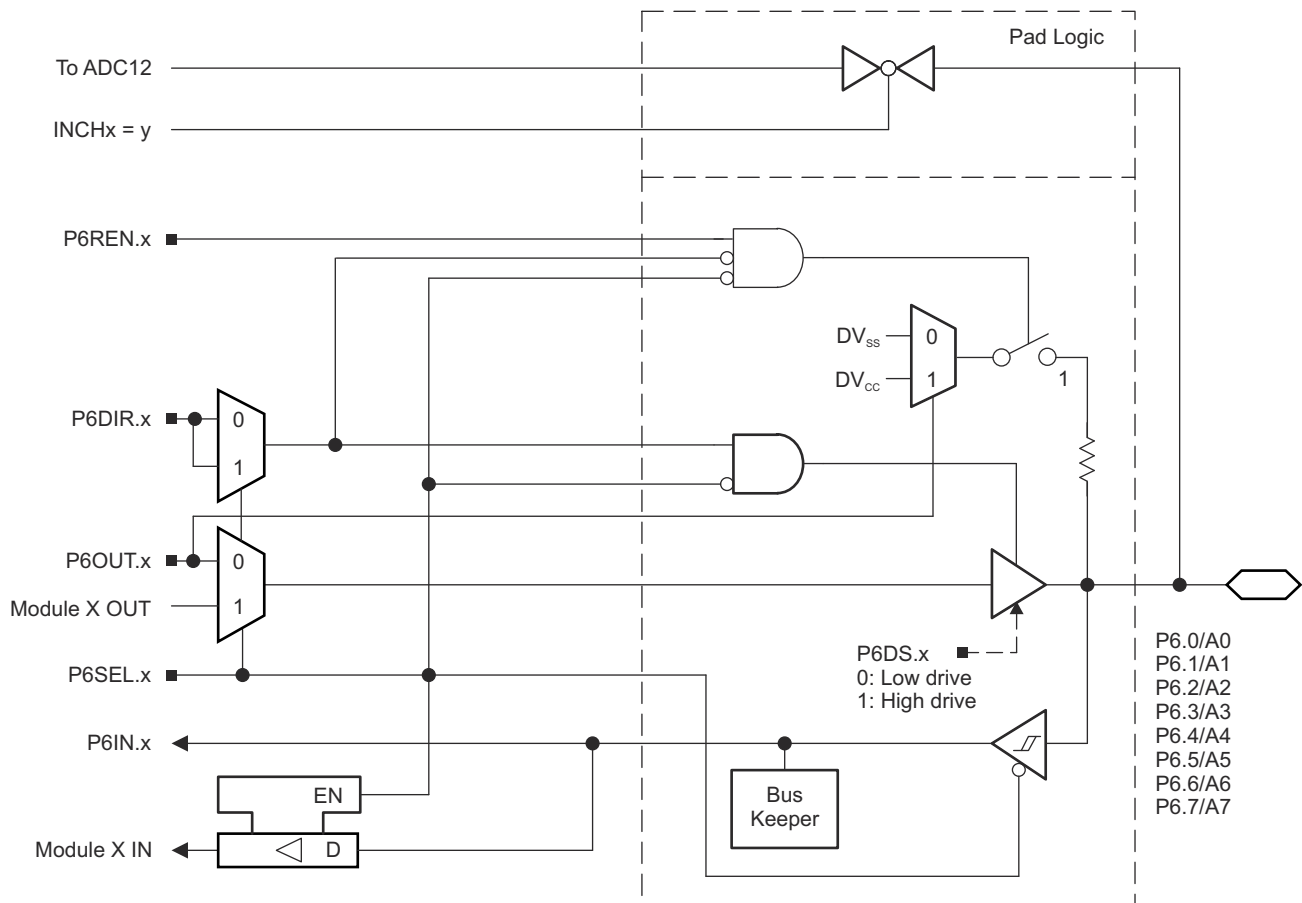 Pad Logic
To ADC12
INCHx = y
P6REN.x
DVSS
0
DVCC
1
1
P6DIR.x
0
1
P6OUT.x
0
Module X OUT
1
P6SEL.x
P6DS.x
0: Low drive
1: High drive
P6.0/A0
P6.1/A1
P6.2/A2
P6.3/A3
P6.4/A4
P6.5/A5
P6.6/A6
P6.7/A7
P6IN.x
EN
Bus
Keeper
Module X IN
D